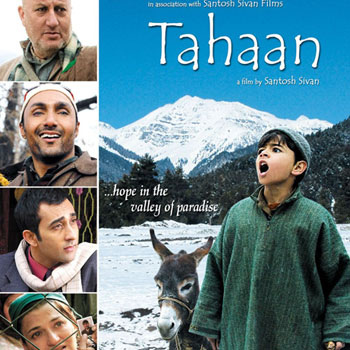 in association with Santosh Sivan Films
Tahaan
a film by Santosh Sivan
...hope in the
valley of paradise